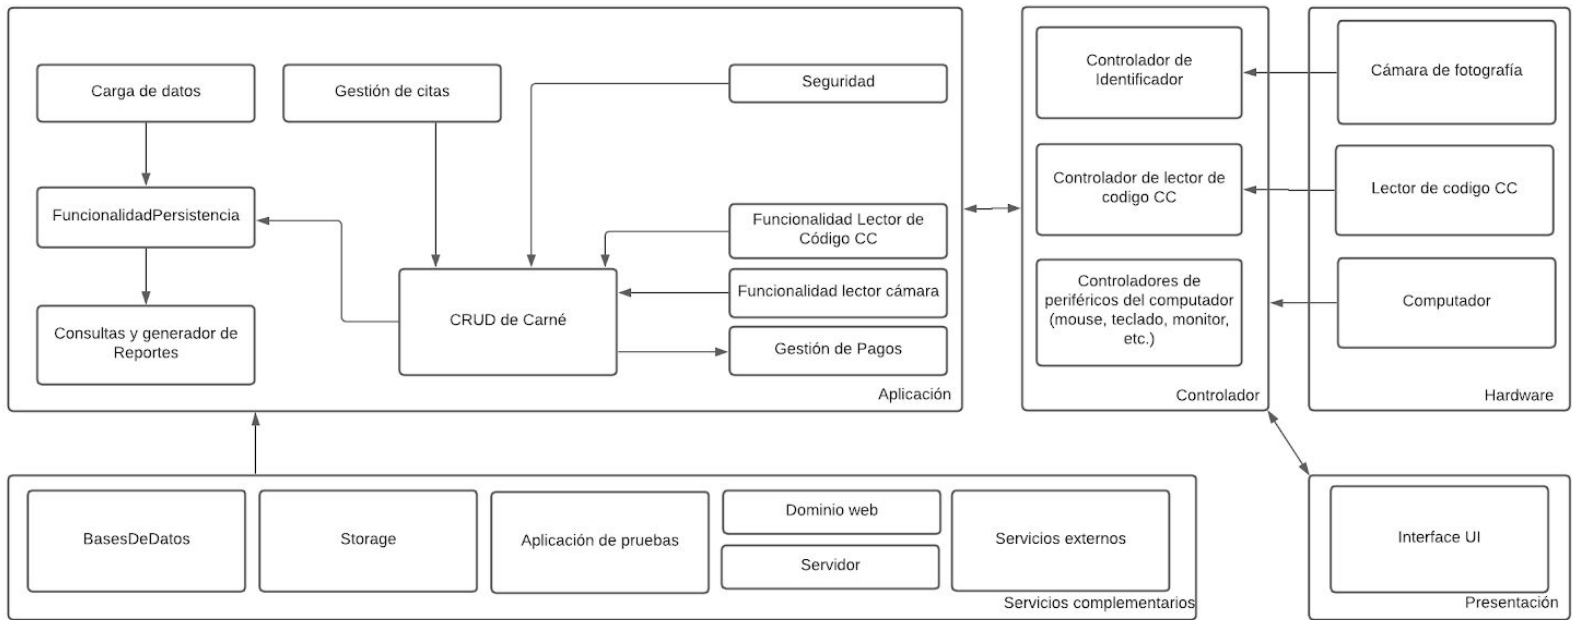 Carga de datos
Gestión de citas
Seguridad
FuncionalidadPersistencia
Funcionalidad Lector de
Código CC
Funcionalidad lector cámara
CRUD de Carné
Consultas y generador de
Reportes
Gestión de Pagos
Aplicación
Controlador de
Identificador
Controlador de lector de
codigo CC
Controladores de
periféricos del computador
(mouse, teclado, monitor,
etc.)
Controlador
Cámara de fotografía
Lector de codigo CC
Computador
Hardware
BasesDeDatos
Storage
Aplicación de pruebas
Dominio web
Servidor
Servicios externos
Servicios complementarios
Interface UI
Presentación